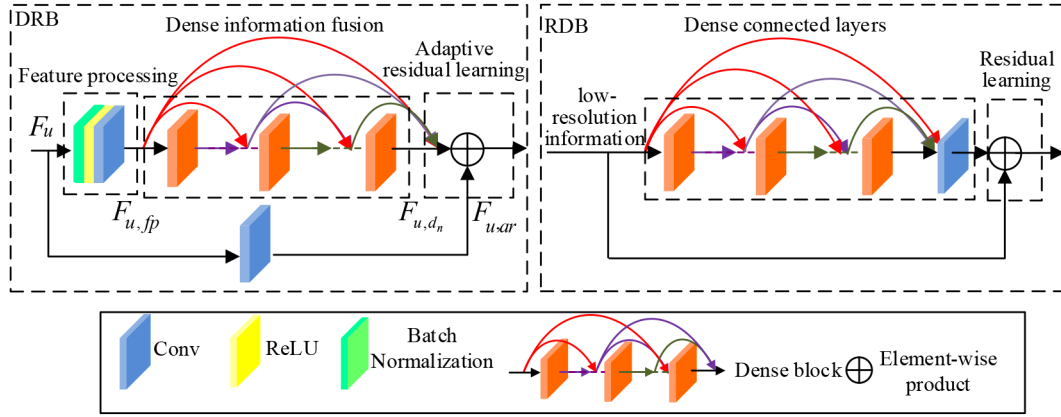 DRB
Dense information fusion
Feature processing
Adaptive
residual learning
F_u
F_{u,fp}
F_{u,d_n}
F_{u,ar}
RDB
Dense connected layers
low-
resolution
information
Residual
learning
Conv
ReLU
Batch
Normalization
Dense block
Element-wise
product